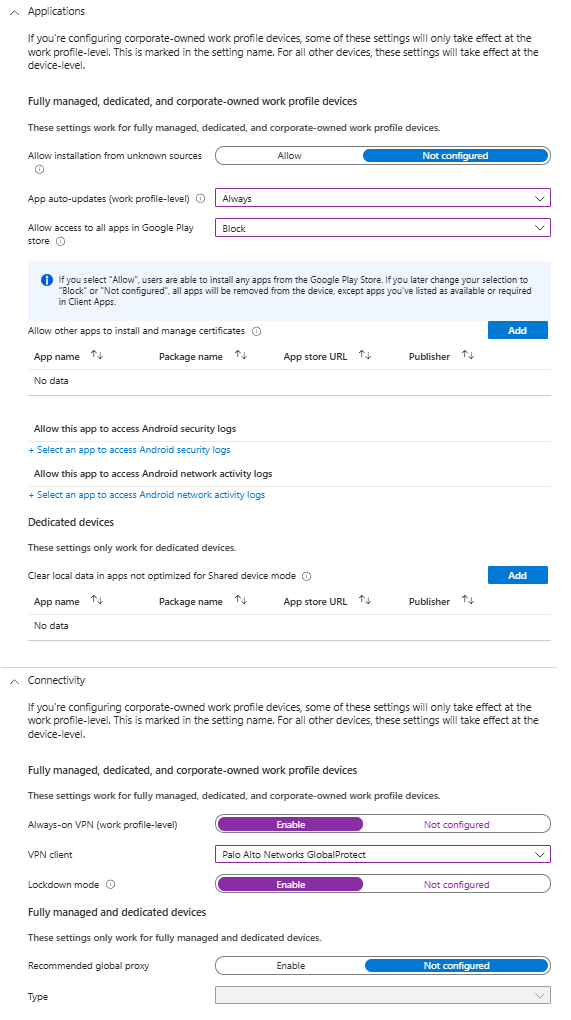 Applications
If you're configuring corporate-owned work profile devices, some of these settings will only take effect at the
work profile-level. This is marked in the setting name. For all other devices, these settings will take effect at the
device-level.
Fully managed, dedicated, and corporate-owned work profile devices
These settings work for fully managed, dedicated, and corporate-owned work profile devices.
Allow installation from unknown sources
Allow Not configured
App auto-updates (work profile-level) Always
Allow access to all apps in Google Play
store
Block
If you select "Allow", users are able to install any apps from the Google Play Store. If you later change your selection to
"Block" or "Not configured", all apps will be removed from the device, except apps you've listed as available or required
in Client Apps.
Allow other apps to install and manage certificates Add
App name Package name App store URL Publisher
No data
Allow this app to access Android security logs
+ Select an app to access Android security logs
Allow this app to access Android network activity logs
+ Select an app to access Android network activity logs
Dedicated devices
These settings only work for dedicated devices.
Clear local data in apps not optimized for Shared device mode Add
App name Package name App store URL Publisher
No data
Connectivity
If you're configuring corporate-owned work profile devices, some of these settings will only take effect at the
work profile-level. This is marked in the setting name. For all other devices, these settings will take effect at the
device-level.
Fully managed, dedicated, and corporate-owned work profile devices
These settings work for fully managed, dedicated, and corporate-owned work profile devices.
Always-on VPN (work profile-level) Enable Not configured
VPN client Palo Alto Networks GlobalProtect
Lockdown mode Enable Not configured
Fully managed and dedicated devices
These settings only work for fully managed and dedicated devices.
Recommended global proxy Enable Not configured
Type